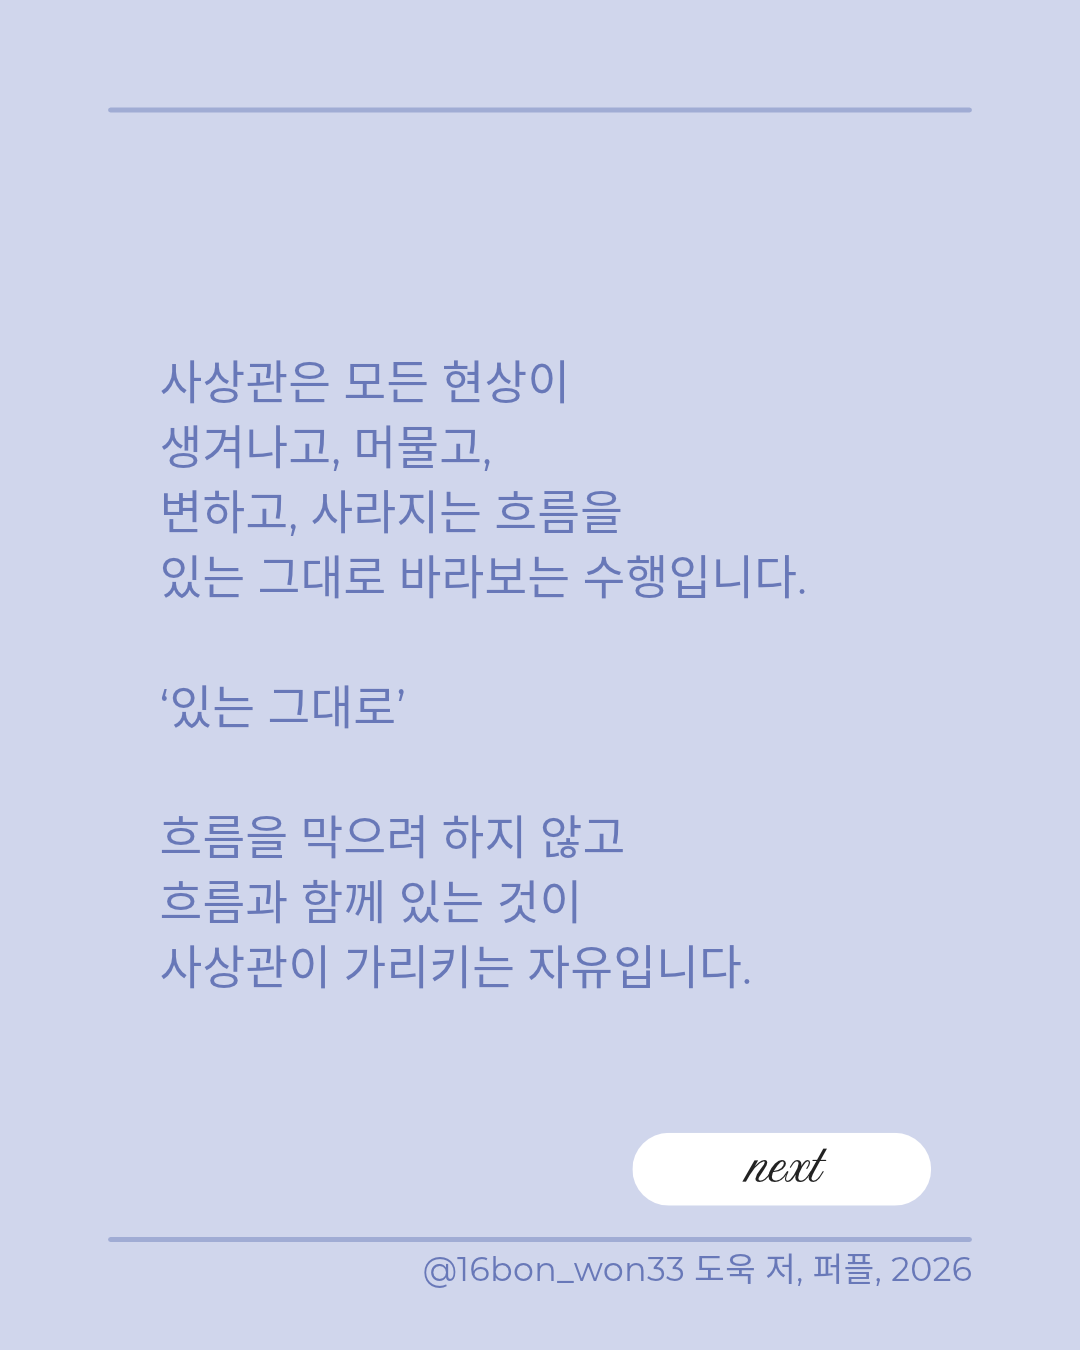 사상관은 모든 현상이
생겨나고, 머물고,
변하고, 사라지는 흐름을
있는 그대로 바라보는 수행입니다.
‘있는 그대로’
흐름을 막으려 하지 않고
흐름과 함께 있는 것이
사상관이 가리키는 자유입니다.
next
@16bon_won33 도욱 저, 퍼플, 2026